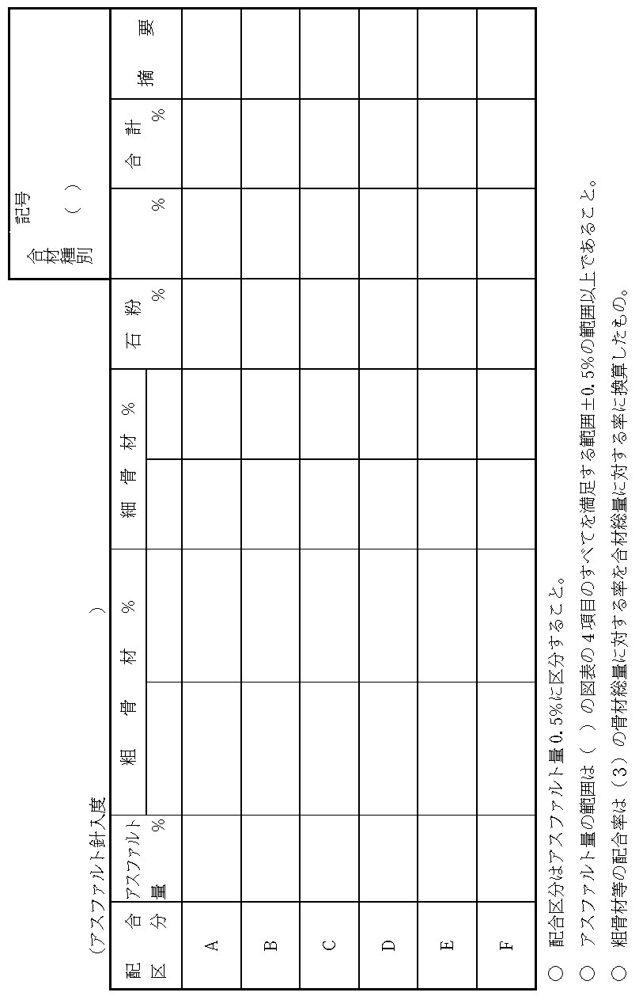 合材種別
記号
( )
(アスファルト針入度 )
配合区分
アスファルト量 %
粗骨材 %
細骨材 %
石粉 %
%
合計 %
摘要
A
B
C
D
E
F
○ 配合区分はアスファルト量0.5%に区分すること。
○ アスファルト量の範囲は( )の図表の4項目のすべてを満足する範囲±0.5%の範囲以上であること。
○ 粗骨材等の配合率は(3)の骨材総量に対する率を合材総量に対する率に換算したもの。